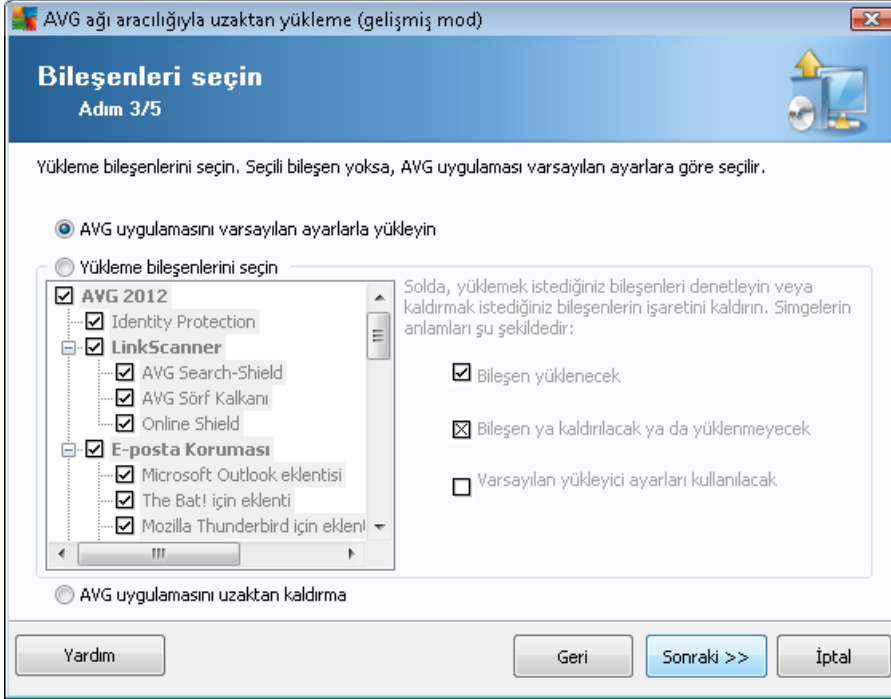 AVG ağı aracılığıyla uzaktan yükleme (gelişmiş mod)
Bileşenleri seçin
Adım 3/5
Yükleme bileşenlerini seçin. Seçili bileşen yoksa, AVG uygulaması varsayılan ayarlara göre seçilir.
AVG uygulamasını varsayılan ayarlarla yükleyin
Yükleme bileşenlerini seçin
AVG 2012
Identity Protection
LinkScanner
AVG Search-Shield
AVG Sörf Kalkanı
Online Shield
E-posta Koruması
Microsoft Outlook eklentisi
The Bat! için eklenti
Mozilla Thunderbird için eklent
Solda, yüklemek istediğiniz bileşenleri denetleyin veya
kaldırmak istediğiniz bileşenlerin işaretini kaldırın. Simgelerin
anlamları şu şekildedir:
Bileşen yüklenecek
Bileşen ya kaldırılacak ya da yüklenmeyecek
Varsayılan yükleyici ayarları kullanılacak
AVG uygulamasını uzaktan kaldırma
Yardım
Geri
Sonraki >>
İptal